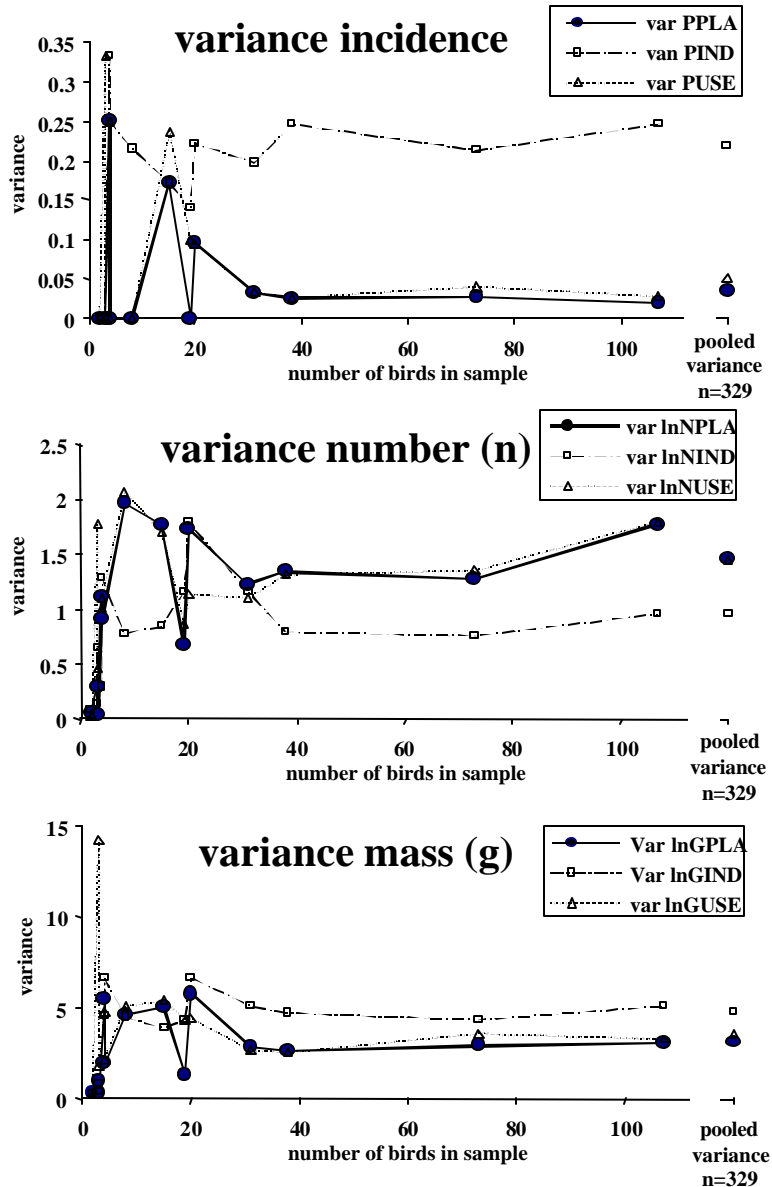 variance incidence
var PPLA
van PIND
var PUSE
0.35
0.3
0.25
0.2
0.15
0.1
0.05
0
variance
0 20 40 60 80 100
number of birds in sample
pooled
variance
n=329
variance number (n)
var lnNPLA
var lnNIND
var lnNUSE
2.5
2
1.5
1
0.5
0
variance
0 20 40 60 80 100
number of birds in sample
pooled
variance
n=329
variance mass (g)
Var lnGPLA
Var lnGIND
var lnGUSE
15
10
5
0
variance
0 20 40 60 80 100
number of birds in sample
pooled
variance
n=329